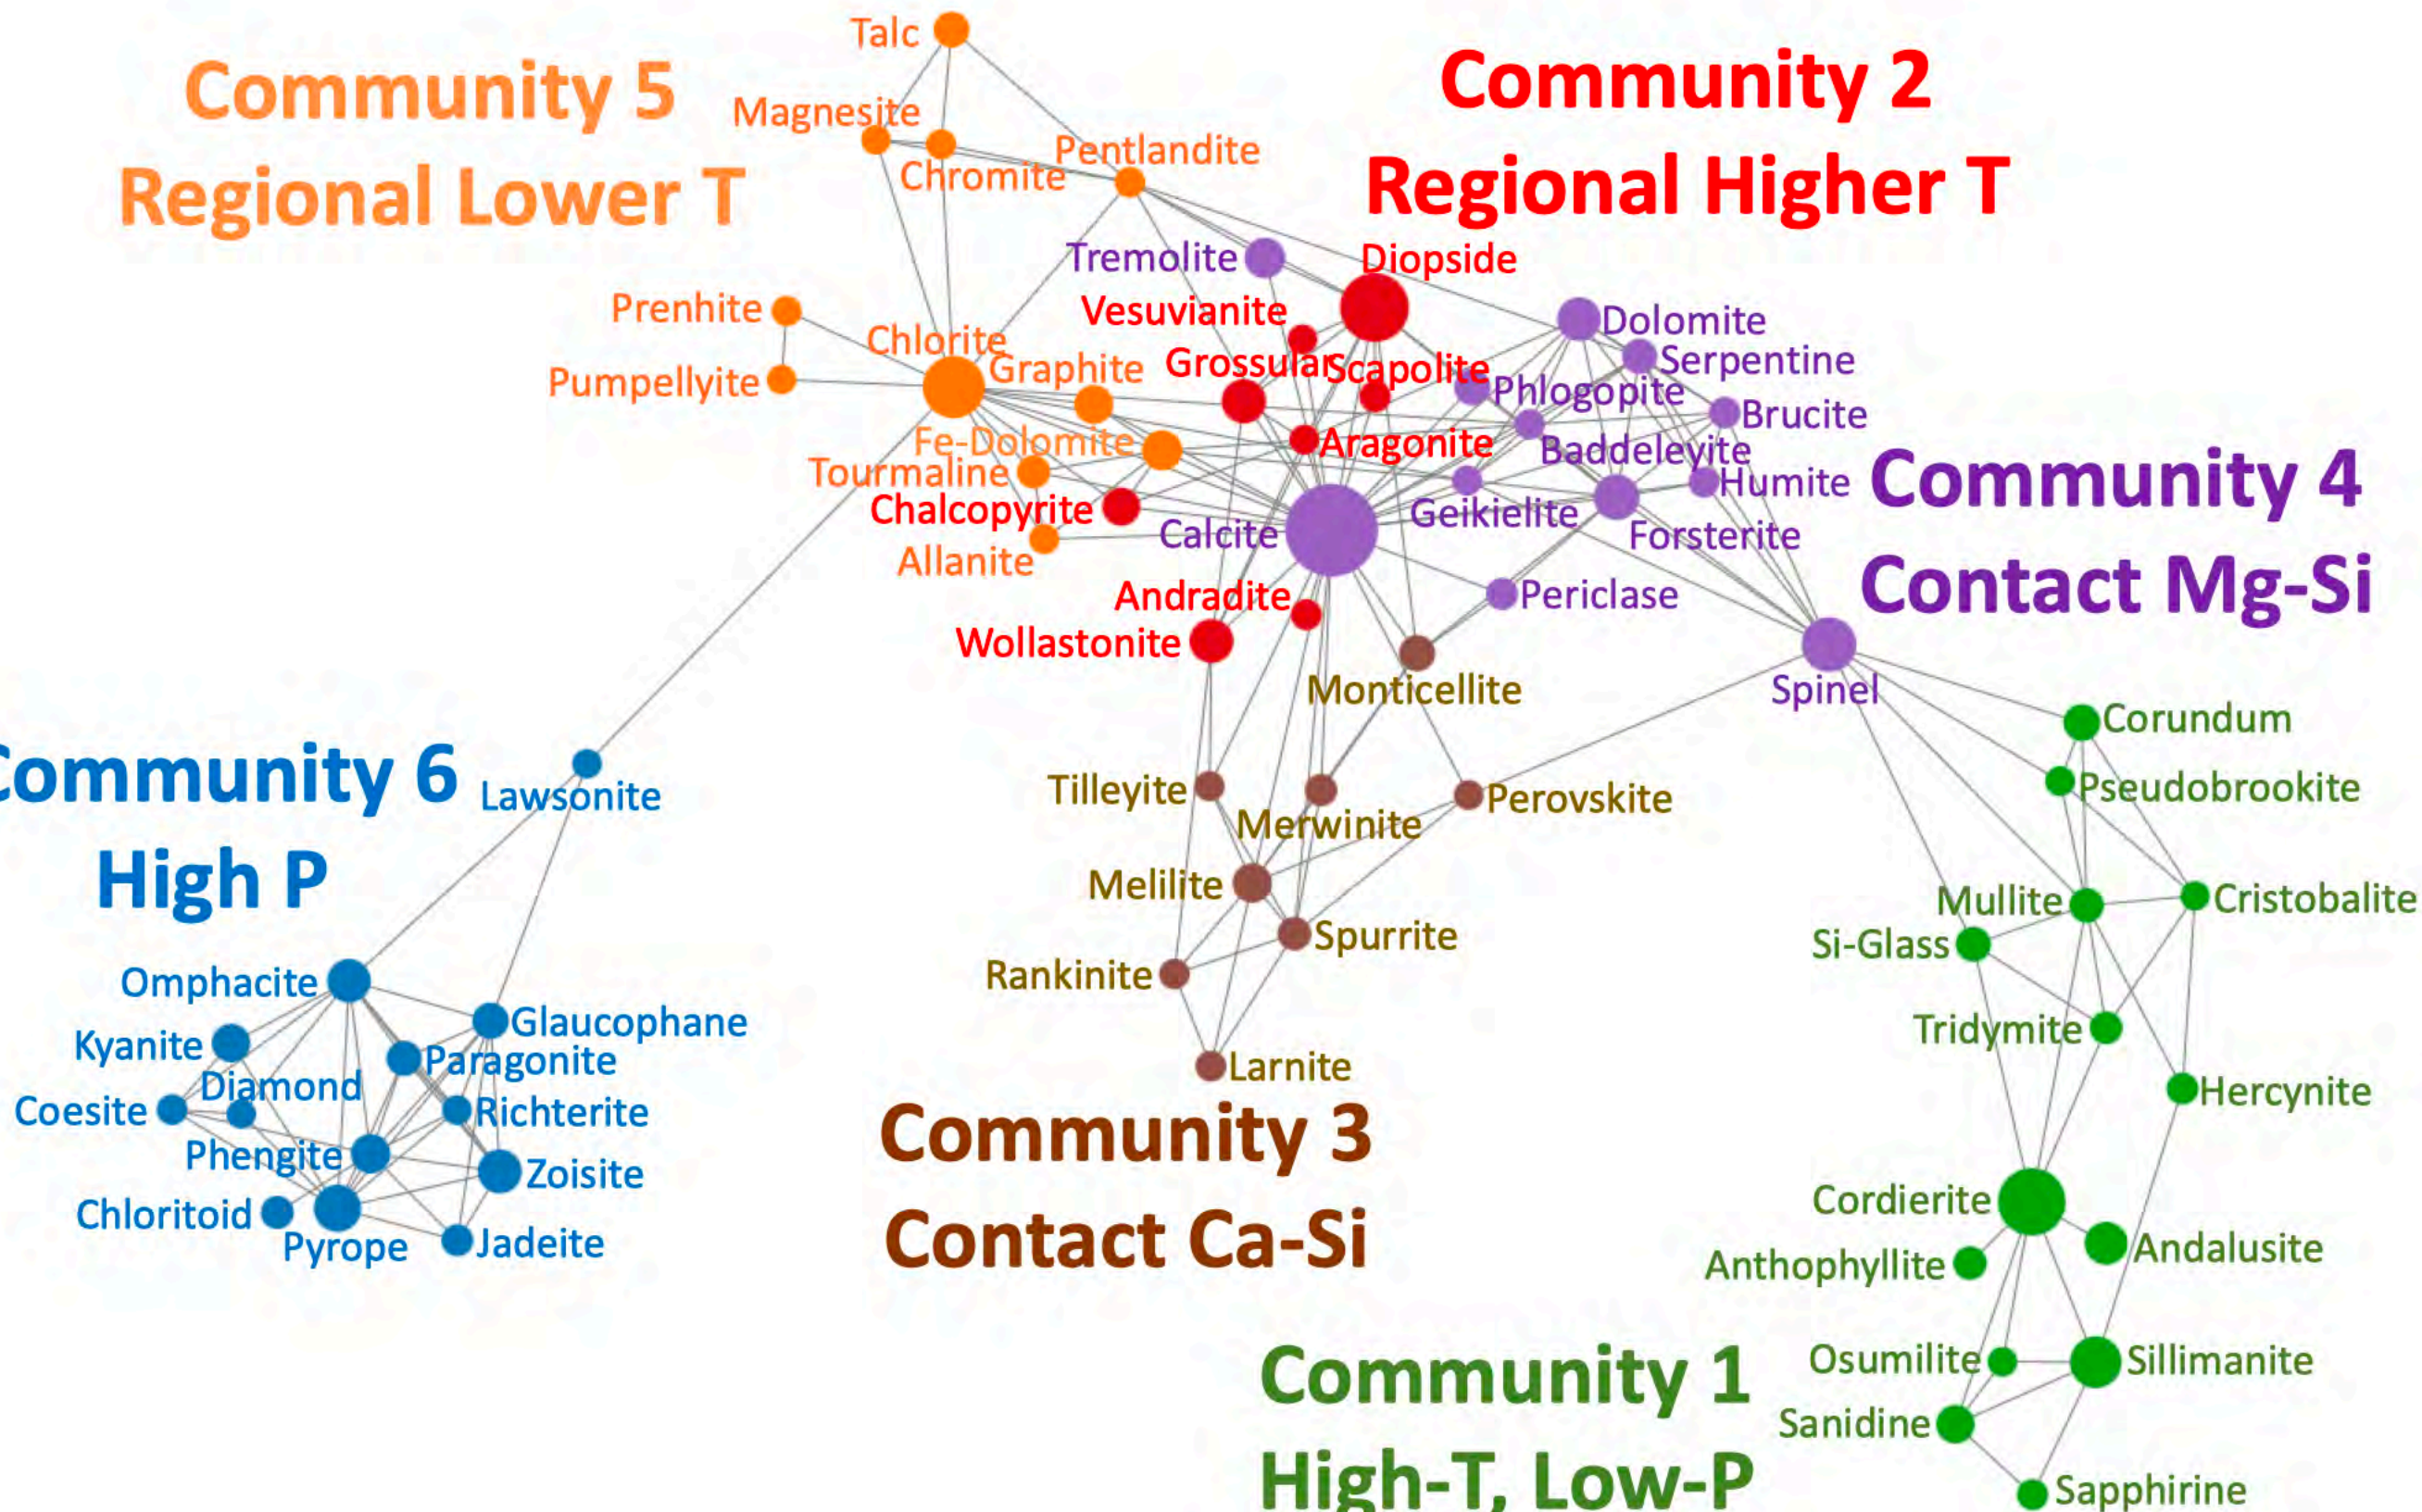 Talc
Community 5
Regional Lower T
Magnesite
Chromite
Pentlandite
Community 2
Regional Higher T
Tremolite
Diopside
Vesuvianite
Prenhite
Chlorite
Pumpellyite
Graphite
Grossular
Scapolite
Dolomite
Serpentine
Phlogopite
Brucite
Fe-Dolomite
Aragonite
Baddeleyite
Tourmaline
Humite
Chalcopyrite
Calcite
Geikielite
Forsterite
Allanite
Community 4
Contact Mg-Si
Andradite
Periclase
Wollastonite
Monticellite
Spinel
Corundum
Pseudobrookite
Community 6
High P
Lawsonite
Tilleyite
Merwinite
Perovskite
Melilite
Spurrite
Rankinite
Larnite
Mullite
Cristobalite
Si-Glass
Tridymite
Hercynite
Omphacite
Glaucophane
Kyanite
Paragonite
Diamond
Coesite
Richterite
Phengite
Zoisite
Chloritoid
Pyrope
Jadeite
Community 3
Contact Ca-Si
Cordierite
Andalusite
Anthophyllite
Community 1
High-T, Low-P
Osumilite
Sillimanite
Sanidine
Sapphirine